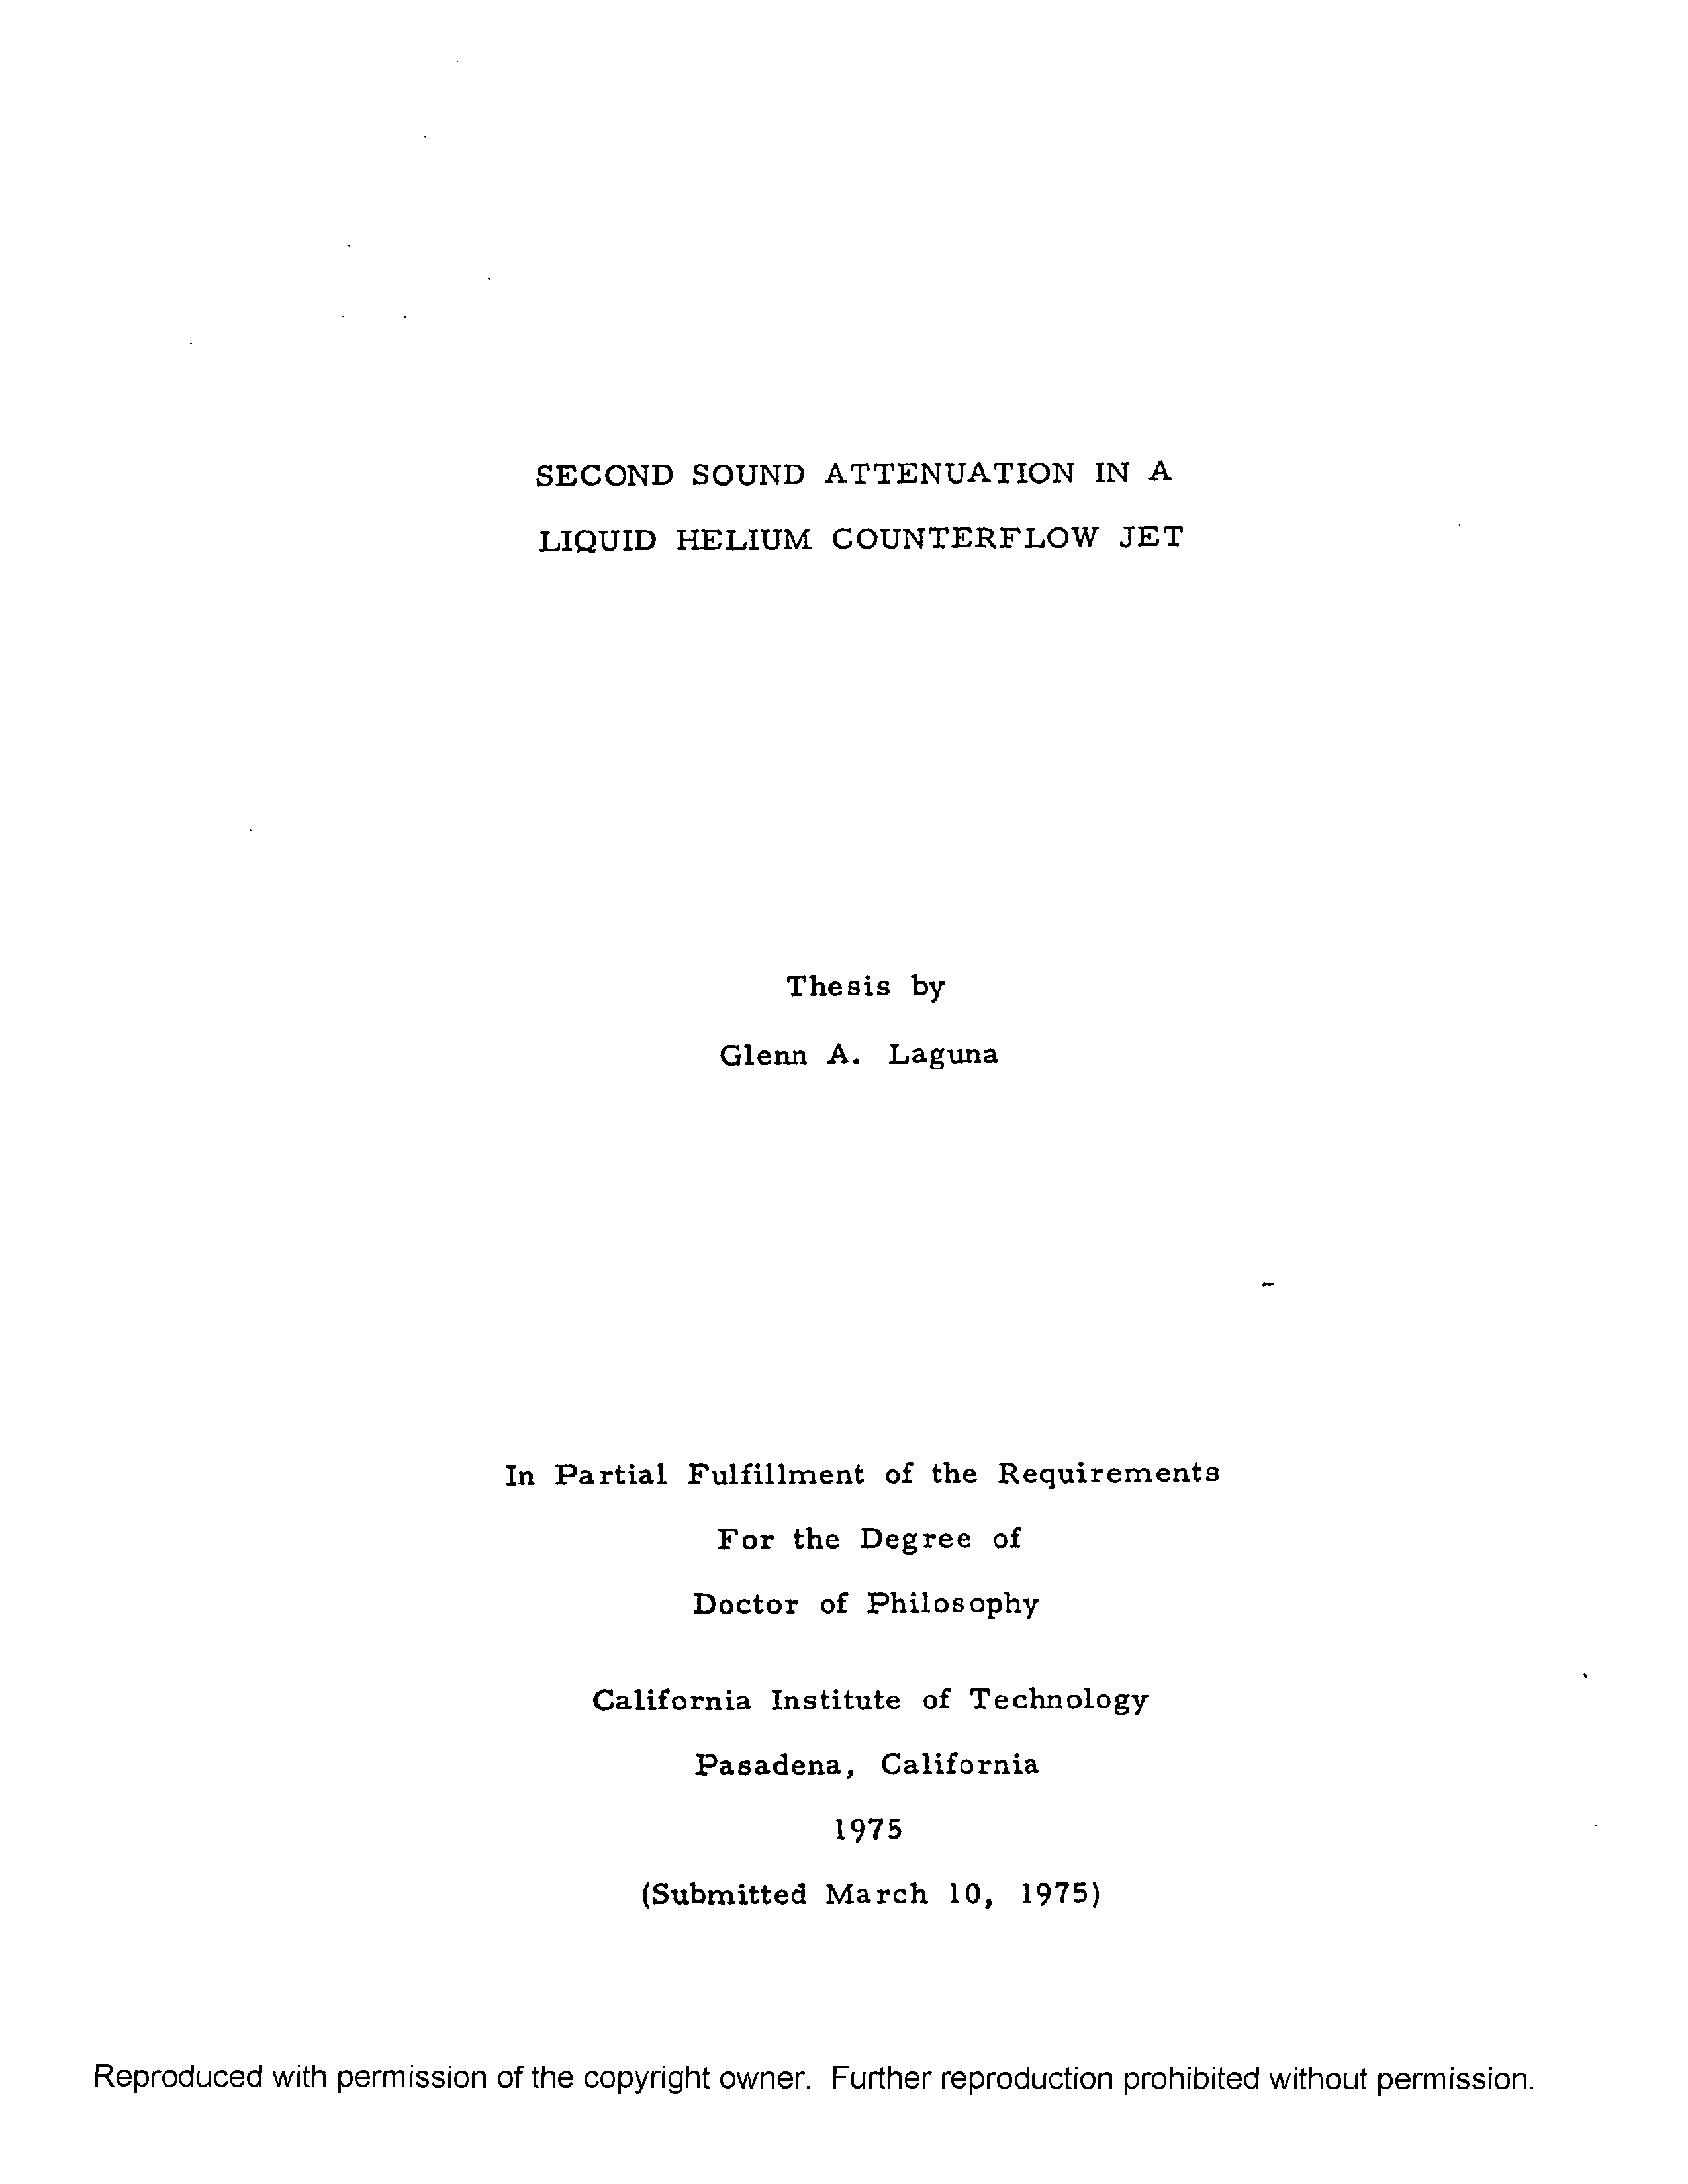 SECOND SOUND ATTENUATION IN A
LIQUID HELIUM COUNTERFLOW JET
Thesis by
Glenn A. Laguna
In Partial Fulfillment of the Requirements
For the Degree of
Doctor of Philosophy
California Institute of Technology
Pasadena, California
1975
(Submitted March 10, 1975)
Reproduced with permission of the copyright owner. Further reproduction prohibited without permission.